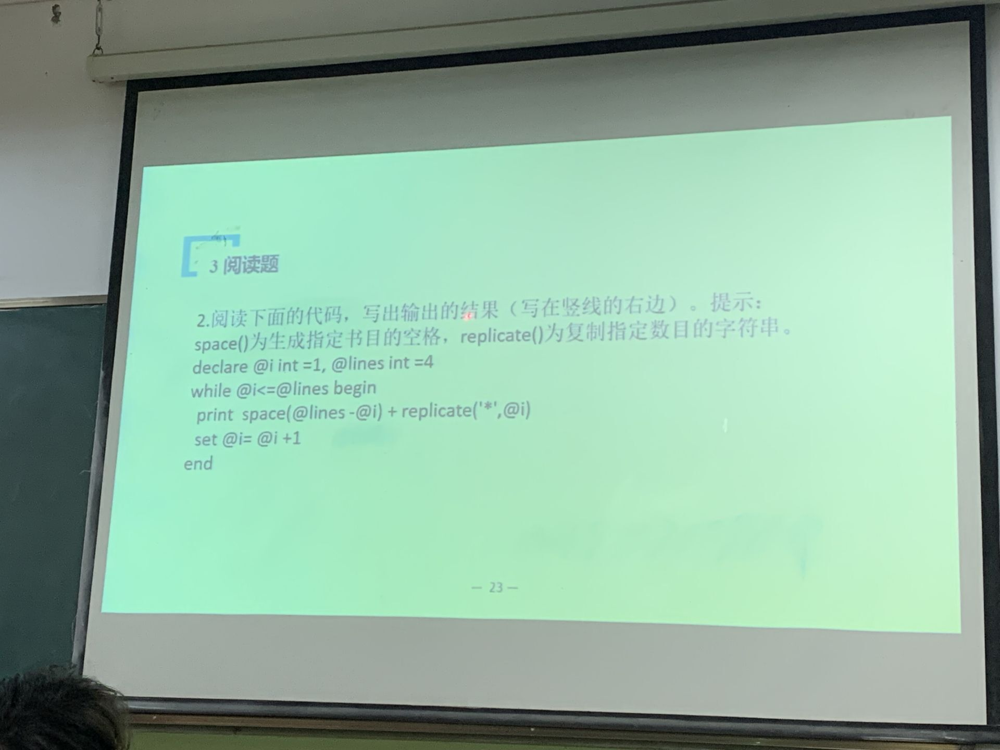 3 阅读题
2.阅读下面的代码，写出输出的结果（写在竖线的右边）。提示：
space()为生成指定书目的空格，replicate()为复制指定数目的字符串。
declare @i int =1, @lines int =4
while @i<=@lines begin
print space(@lines -@i) + replicate('*',@i)
set @i= @i +1
end
— 23 —